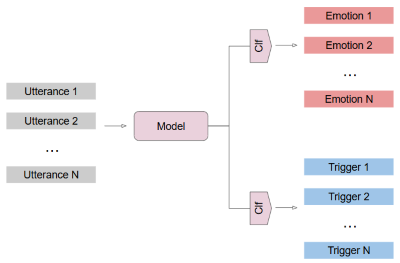 Utterance 1
Utterance 2
...
Utterance N
Model
Clf
Emotion 1
Emotion 2
...
Emotion N
Clf
Trigger 1
Trigger 2
...
Trigger N